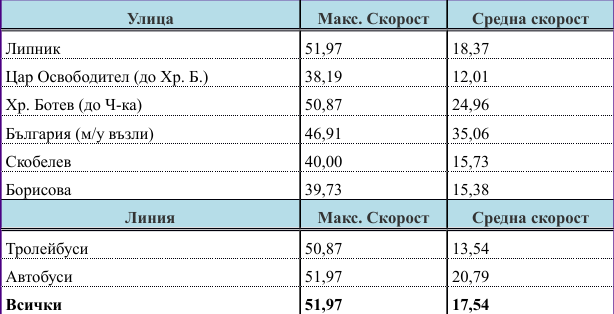 Улица Макс. Скорост Средна скорост
Липник 51,97 18,37
Цар Освободител (до Хр. Б.) 38,19 12,01
Хр. Ботев (до Ч-ка) 50,87 24,96
България (м/у възли) 46,91 35,06
Скобелев 40,00 15,73
Борисова 39,73 15,38
Линия Макс. Скорост Средна скорост
Тролейбуси 50,87 13,54
Автобуси 51,97 20,79
Всички 51,97 17,54